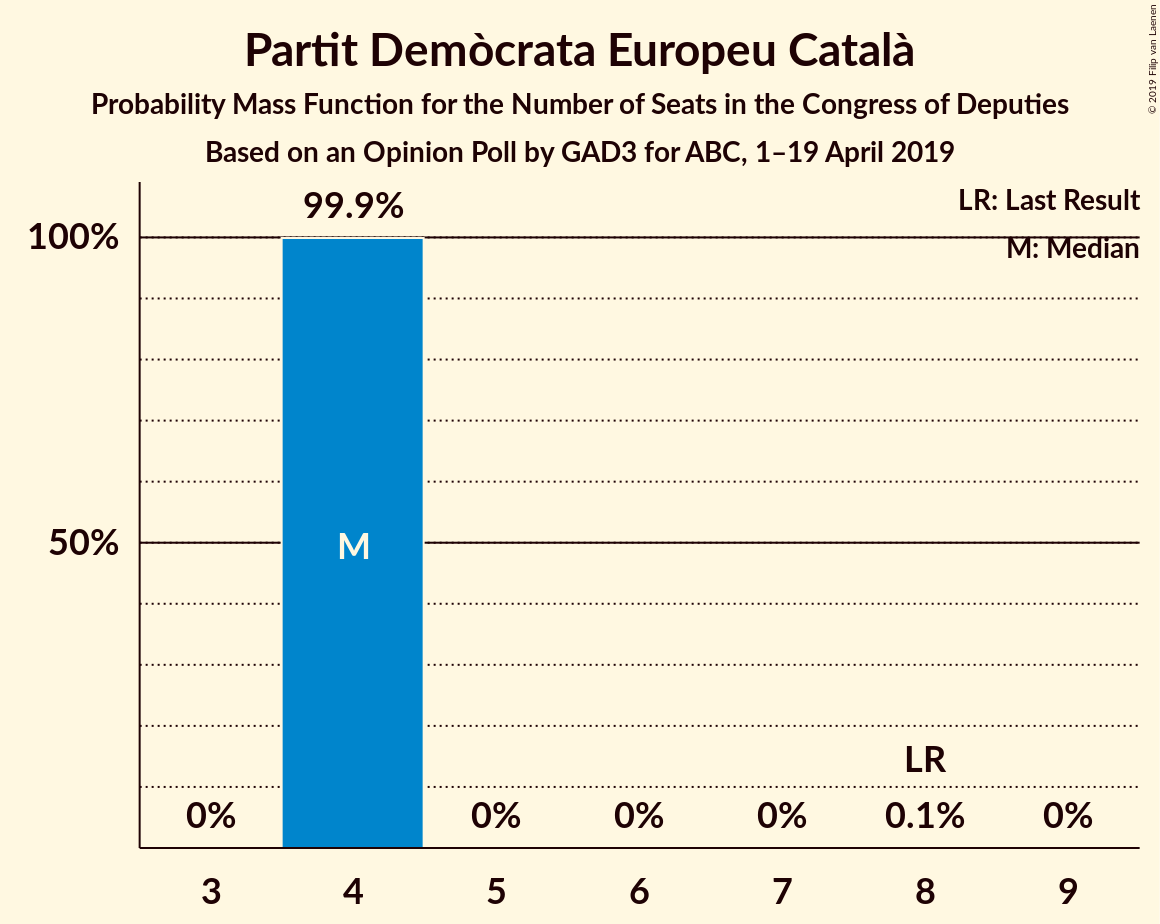 Partit Demòcrata Europeu Català
Probability Mass Function for the Number of Seats in the Congress of Deputies
Based on an Opinion Poll by GAD3 for ABC, 1–19 April 2019
© 2019 Filip van Laenen
LR: Last Result
M: Median
99.9%
100%
50%
M
LR
0%
0%
0%
0%
0.1%
0%
3
4
5
6
7
8
9